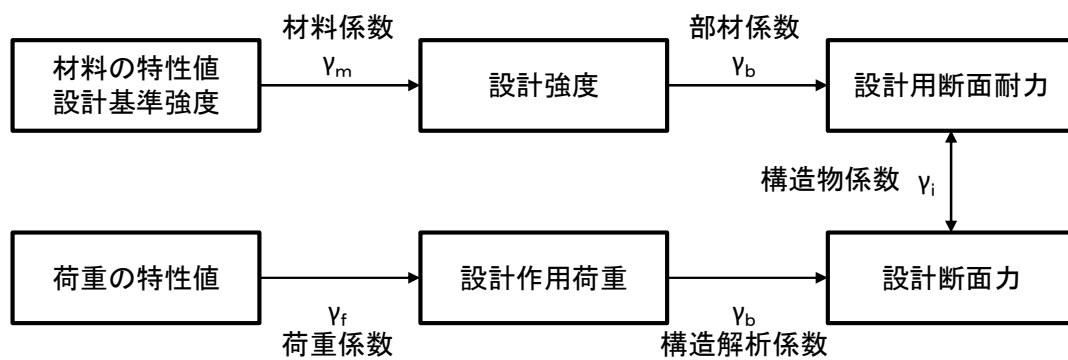 材料係数
γm
部材係数
γb
材料の特性値
設計基準強度
設計強度
設計用断面耐力
構造物係数 γi
荷重の特性値
設計作用荷重
設計断面力
γf
荷重係数
γb
構造解析係数